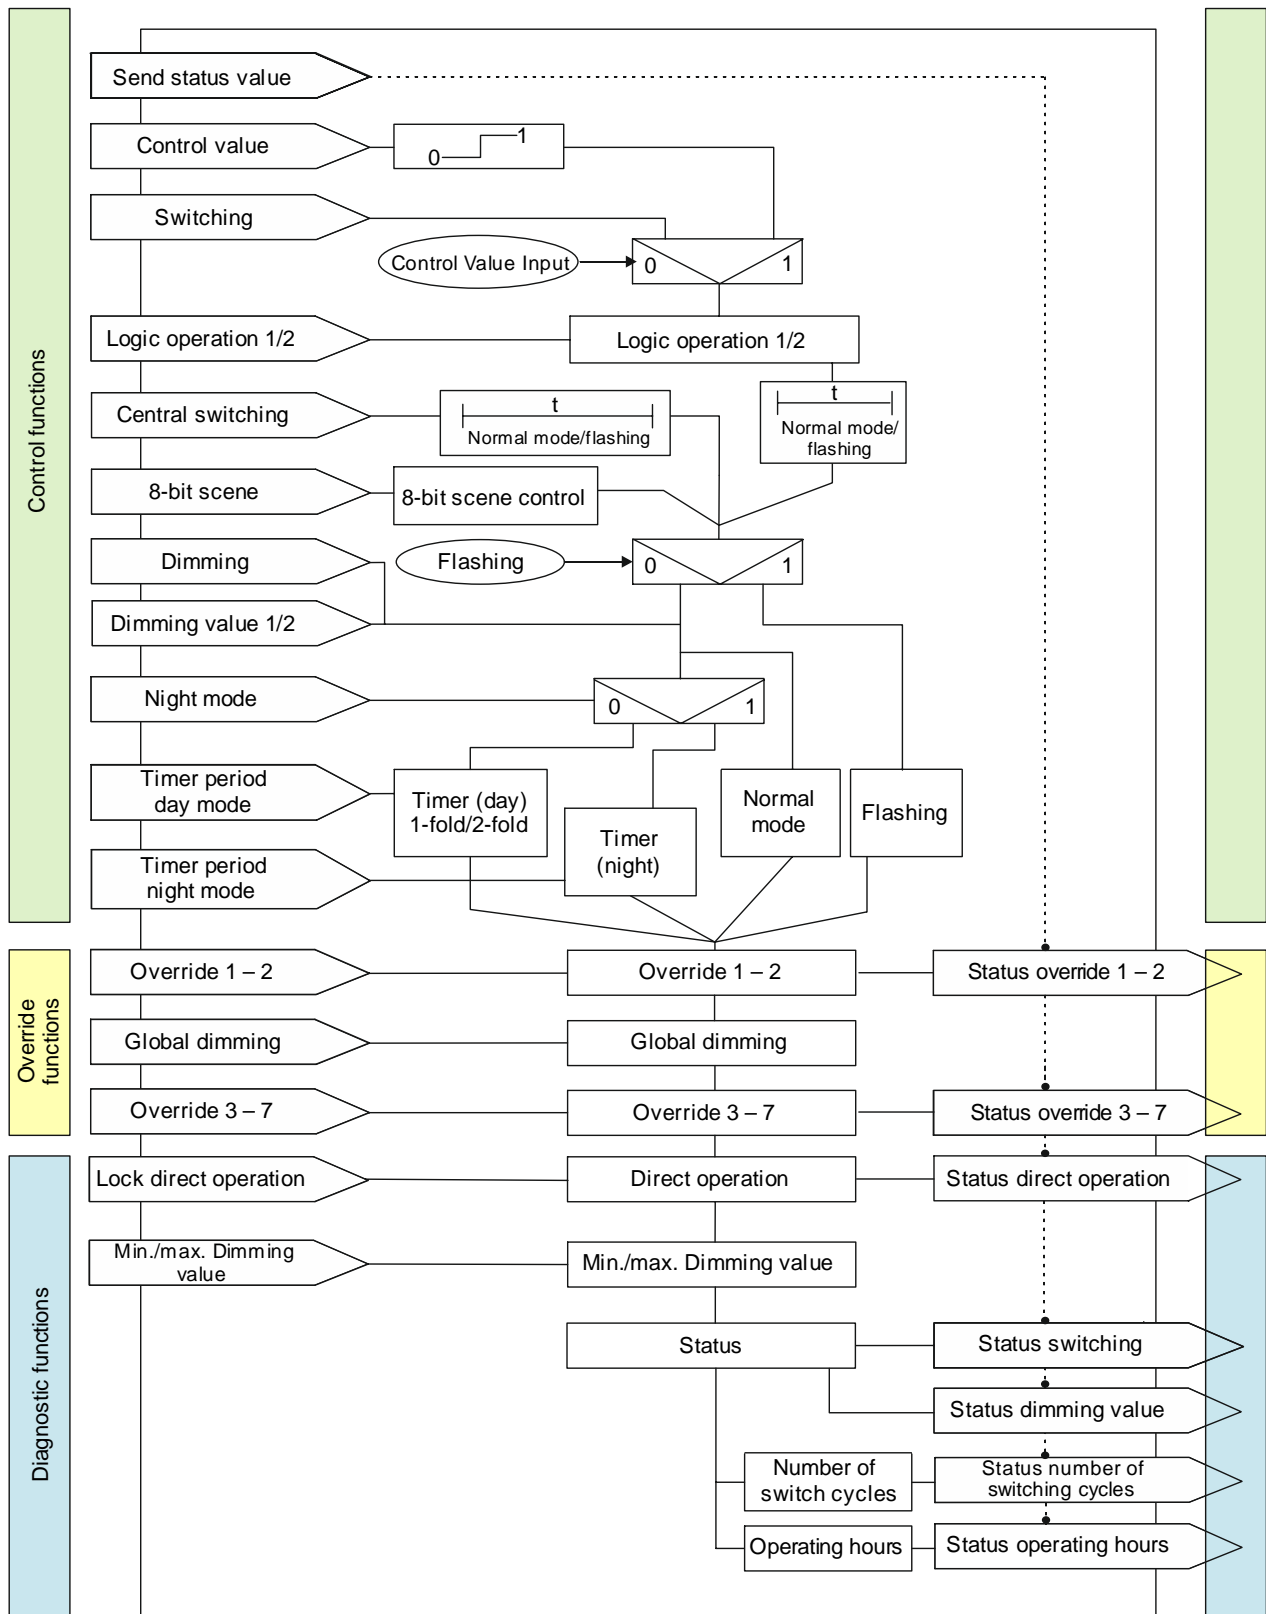 Control functions
Send status value
Control value
0
1
Switching
Control Value Input
0
1
Logic operation 1/2
Logic operation 1/2
Central switching
t
Normal mode/flashing
t
Normal mode/
flashing
8-bit scene
8-bit scene control
Dimming
Flashing
0
1
Dimming value 1/2
Night mode
0
1
Timer period
day mode
Timer (day)
1-fold/2-fold
Timer
(night)
Normal
mode
Flashing
Timer period
night mode
Override
functions
Override 1 – 2
Override 1 – 2
Status override 1 – 2
Global dimming
Global dimming
Override 3 – 7
Override 3 – 7
Status override 3 – 7
Diagnostic functions
Lock direct operation
Direct operation
Status direct operation
Min./max. Dimming
value
Min./max. Dimming value
Status
Status switching
Status dimming value
Number of
switch cycles
Status number of
switching cycles
Operating hours
Status operating hours